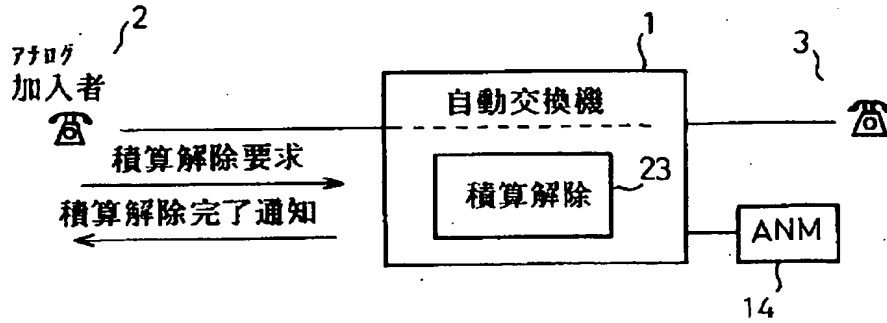 2
アナログ
加入者
1
3
自動交換機
積算解除要求
積算解除
23
積算解除完了通知
ANM
14